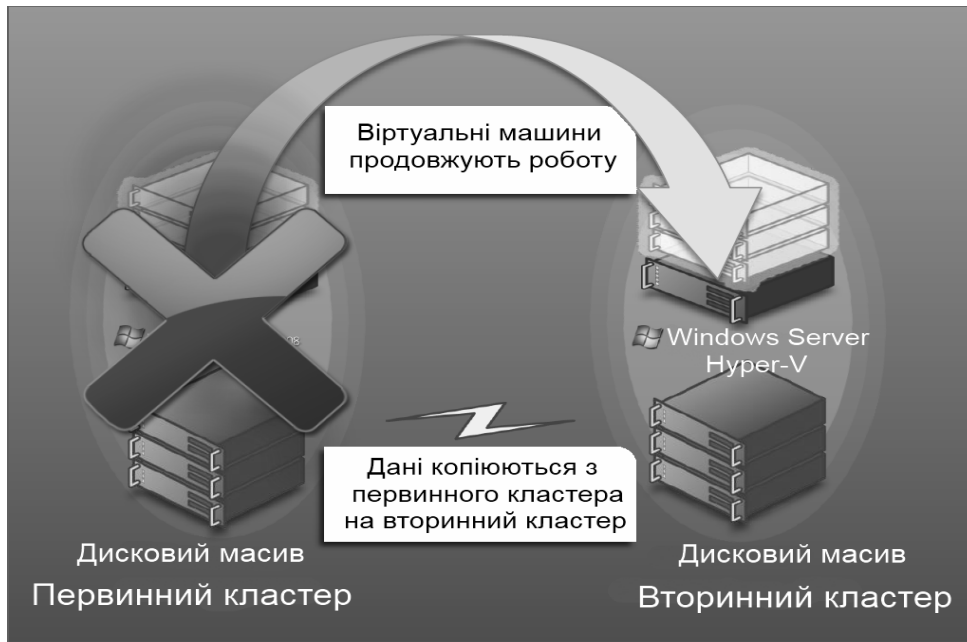 Віртуальні машини
продовжують роботу
Windows Server
Hyper-V
Дані копіюються з
первинного кластера
на вторинний кластер
Дисковий масив
Первинний кластер
Дисковий масив
Вторинний кластер